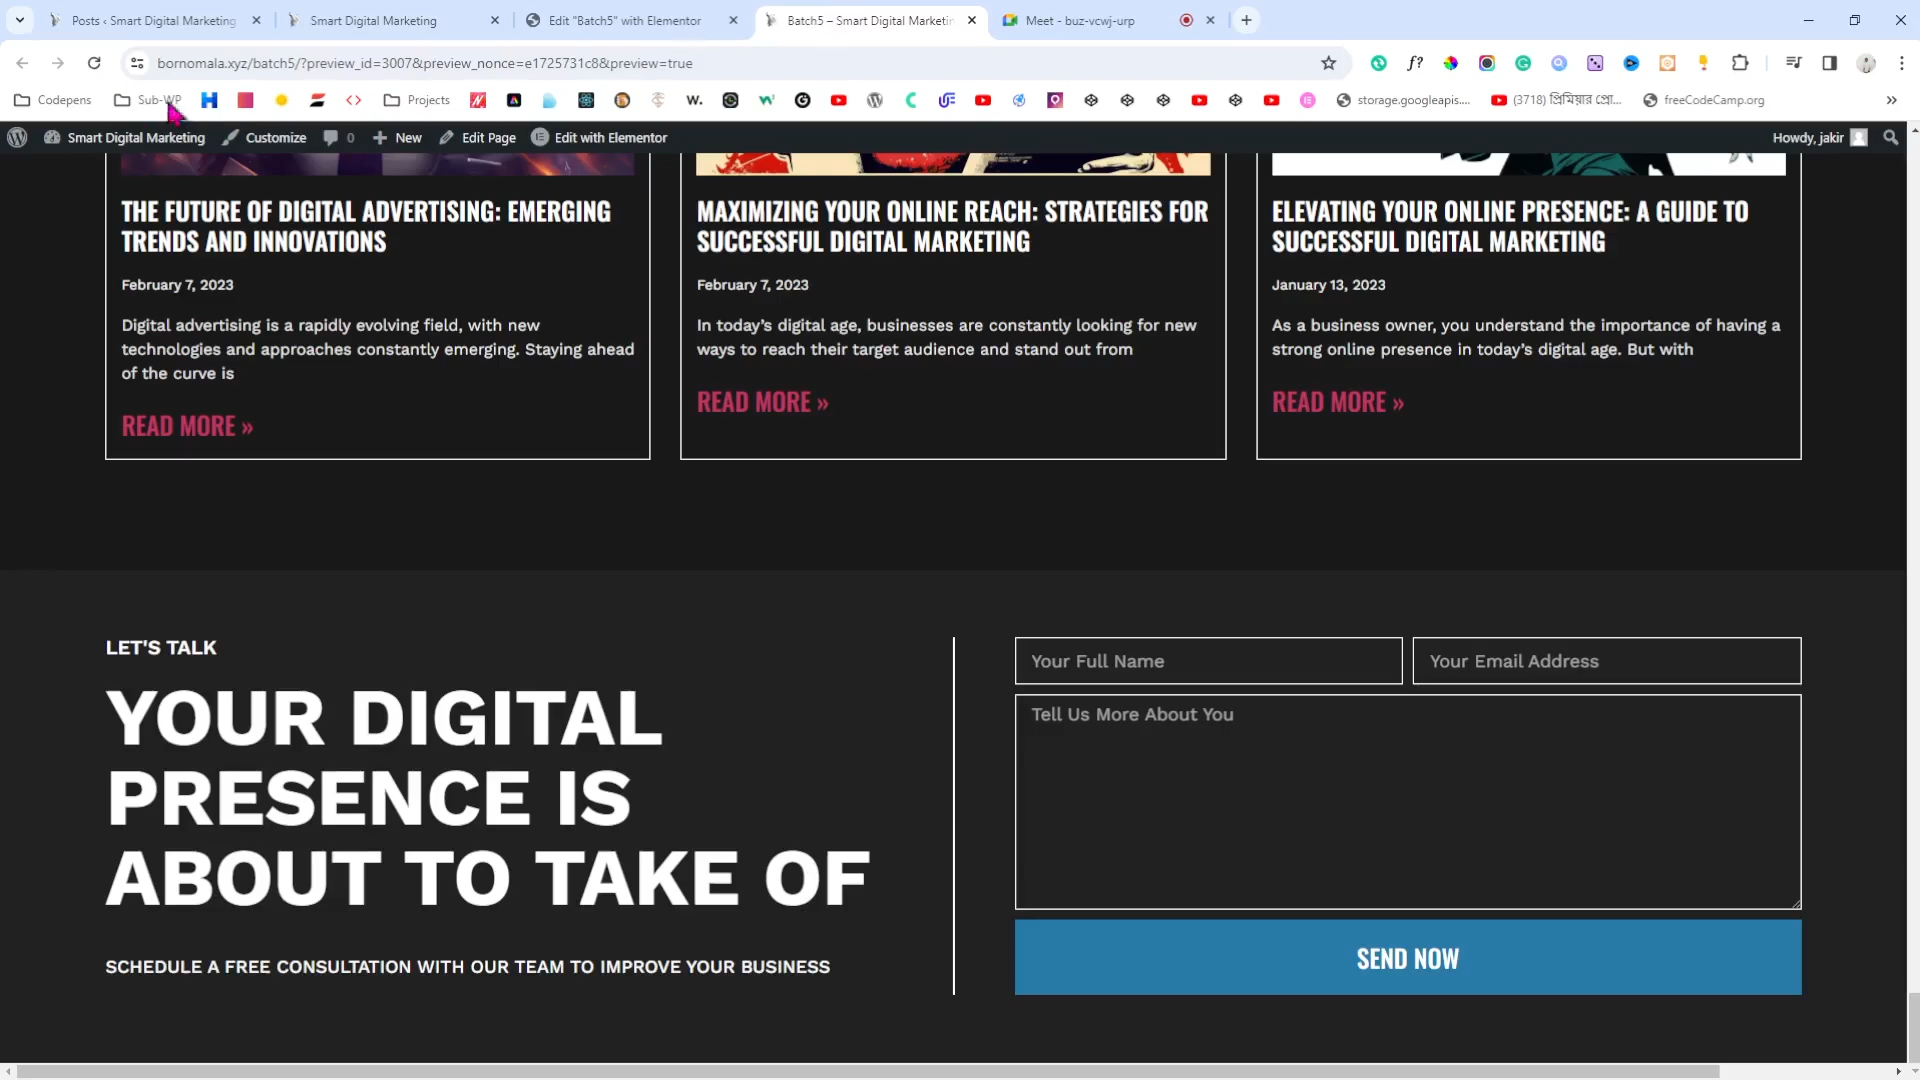 Posts ‹ Smart Digital Marketing
Smart Digital Marketing
Edit "Batch5" with Elementor
Batch5 – Smart Digital Marketin
Meet - buz-vcwj-urp
bornomala.xyz/batch5/?preview_id=3007&preview_nonce=e1725731c8&preview=true
Codepens
Sub-WP
Projects
storage.googleapis....
(3718) প্রিমিয়ার প্রো...
freeCodeCamp.org
Smart Digital Marketing
Customize
0
New
Edit Page
Edit with Elementor
Howdy, jakir
THE FUTURE OF DIGITAL ADVERTISING: EMERGING
TRENDS AND INNOVATIONS
February 7, 2023
Digital advertising is a rapidly evolving field, with new
technologies and approaches constantly emerging. Staying ahead
of the curve is
READ MORE »
MAXIMIZING YOUR ONLINE REACH: STRATEGIES FOR
SUCCESSFUL DIGITAL MARKETING
February 7, 2023
In today’s digital age, businesses are constantly looking for new
ways to reach their target audience and stand out from
READ MORE »
ELEVATING YOUR ONLINE PRESENCE: A GUIDE TO
SUCCESSFUL DIGITAL MARKETING
January 13, 2023
As a business owner, you understand the importance of having a
strong online presence in today’s digital age. But with
READ MORE »
LET'S TALK
YOUR DIGITAL
PRESENCE IS
ABOUT TO TAKE OF
SCHEDULE A FREE CONSULTATION WITH OUR TEAM TO IMPROVE YOUR BUSINESS
Your Full Name
Your Email Address
Tell Us More About You
SEND NOW